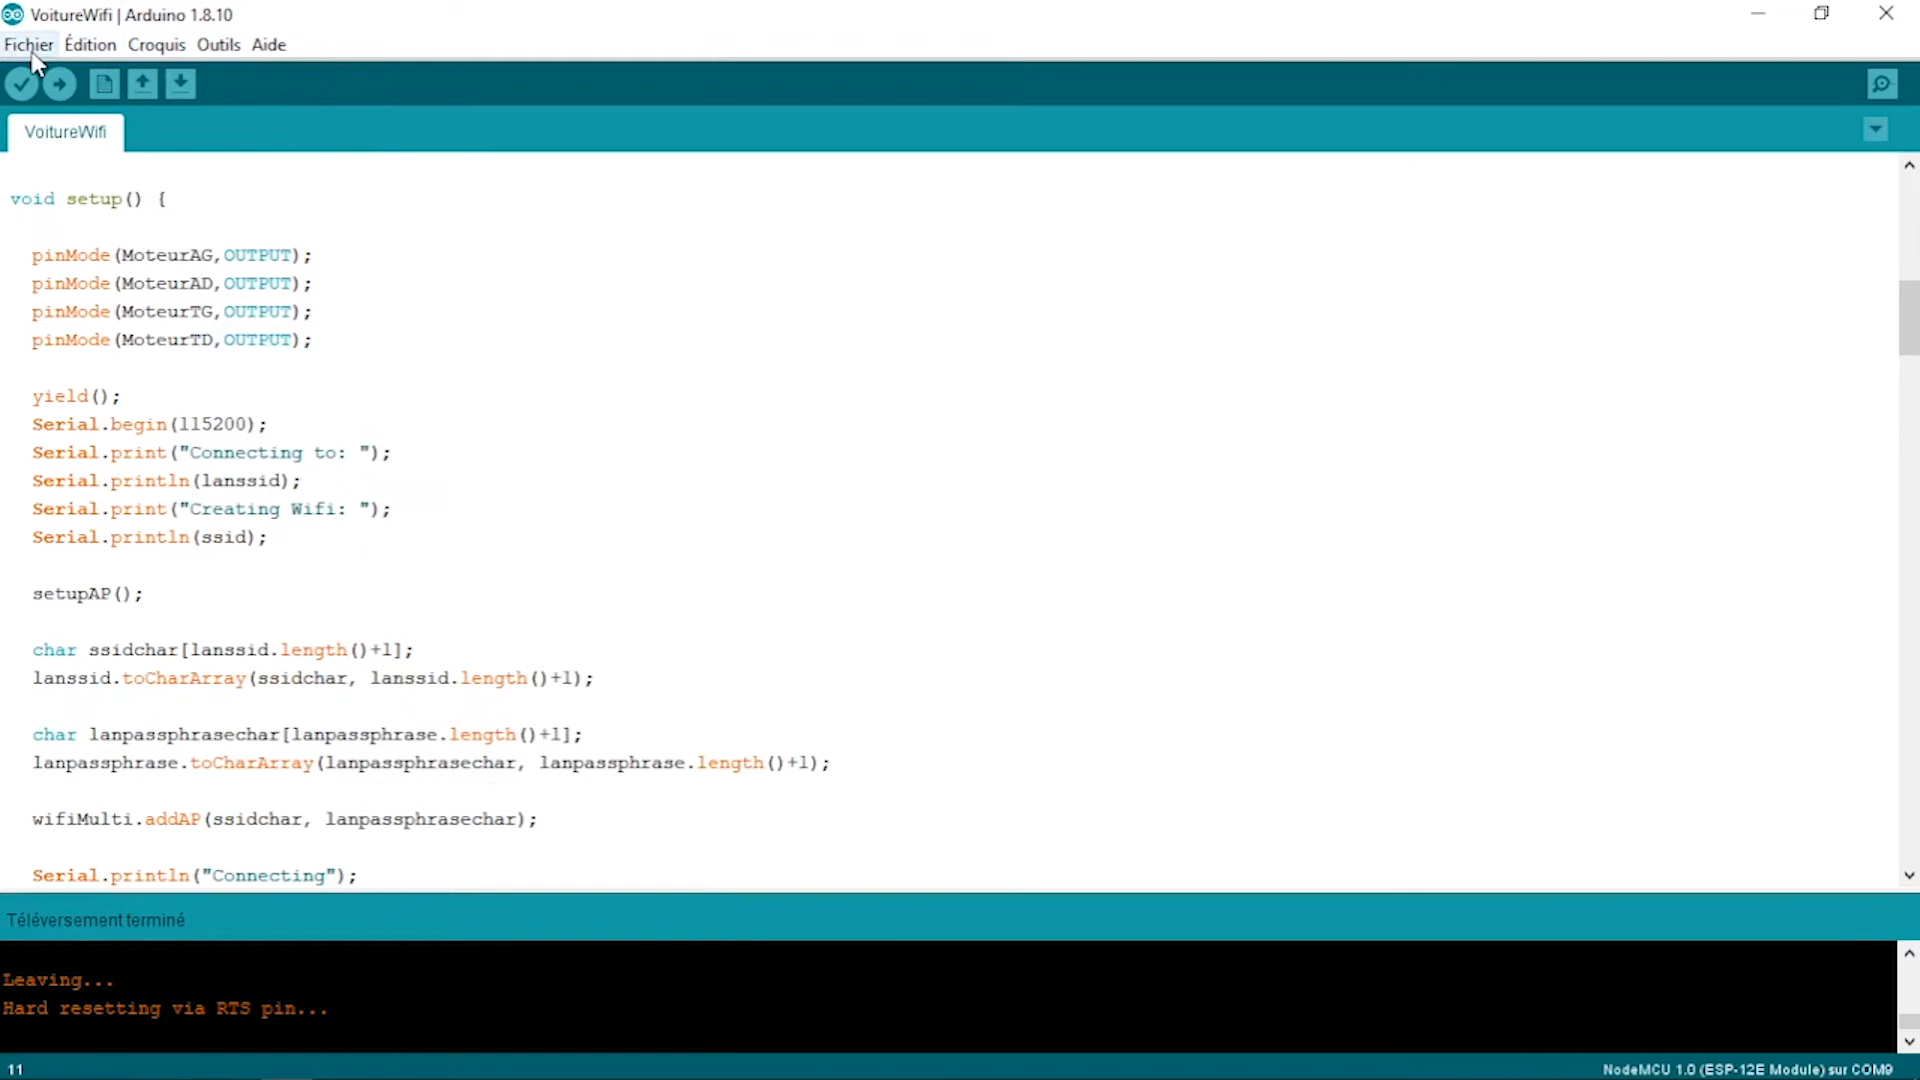 VoitureWifi | Arduino 1.8.10
Fichier Édition Croquis Outils Aide
VoitureWifi
void setup() {
pinMode(MoteurAG,OUTPUT);
pinMode(MoteurAD,OUTPUT);
pinMode(MoteurTG,OUTPUT);
pinMode(MoteurTD,OUTPUT);
yield();
Serial.begin(115200);
Serial.print("Connecting to: ");
Serial.println(lanssid);
Serial.print("Creating Wifi: ");
Serial.println(ssid);
setupAP();
char ssidchar[lanssid.length()+1];
lanssid.toCharArray(ssidchar, lanssid.length()+1);
char lanpassphrasechar[lanpassphrase.length()+1];
lanpassphrase.toCharArray(lanpassphrasechar, lanpassphrase.length()+1);
wifiMulti.addAP(ssidchar, lanpassphrasechar);
Serial.println("Connecting");
Téléversement terminé
Leaving...
Hard resetting via RTS pin...
11
NodeMCU 1.0 (ESP-12E Module) sur COM9